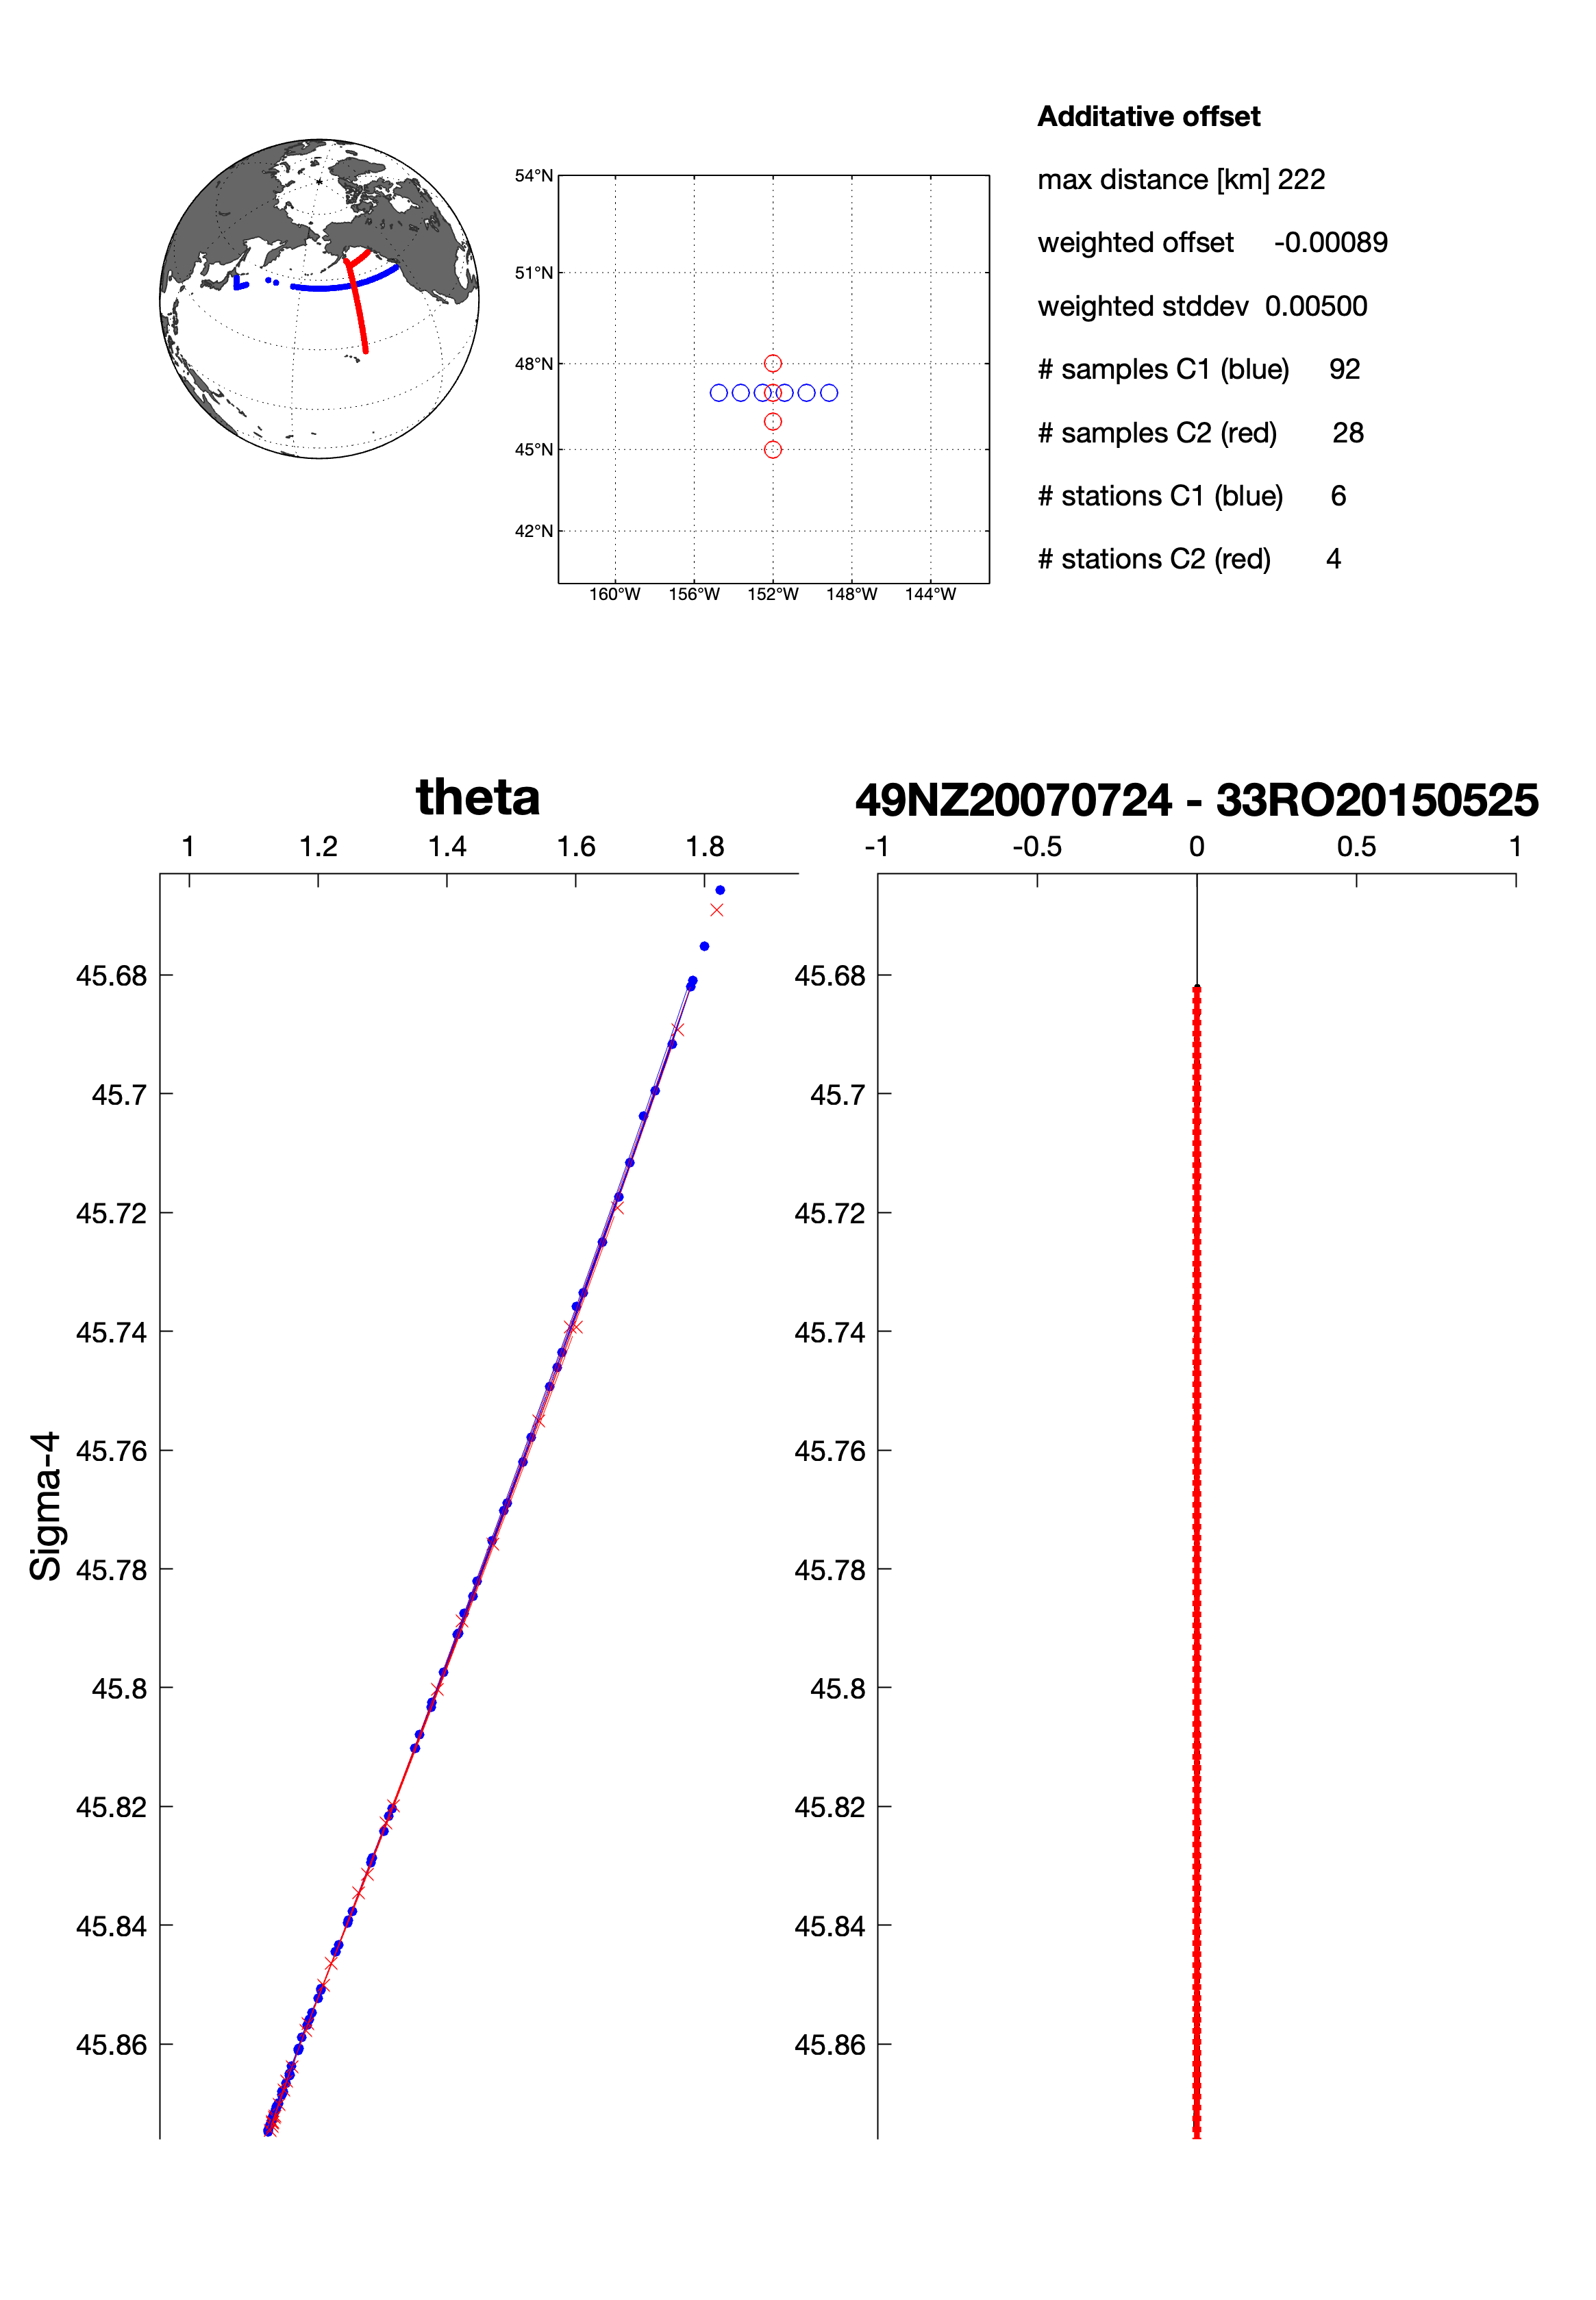 Additative offset
max distance [km] 222
weighted offset -0.00089
weighted stddev 0.00500
# samples C1 (blue) 92
# samples C2 (red) 28
# stations C1 (blue) 6
# stations C2 (red) 4
54°N
51°N
48°N
45°N
42°N
160°W 156°W 152°W 148°W 144°W
theta
1 1.2 1.4 1.6 1.8
Sigma-4
45.68
45.7
45.72
45.74
45.76
45.78
45.8
45.82
45.84
45.86
49NZ20070724 - 33RO20150525
-1 -0.5 0 0.5 1
45.68
45.7
45.72
45.74
45.76
45.78
45.8
45.82
45.84
45.86